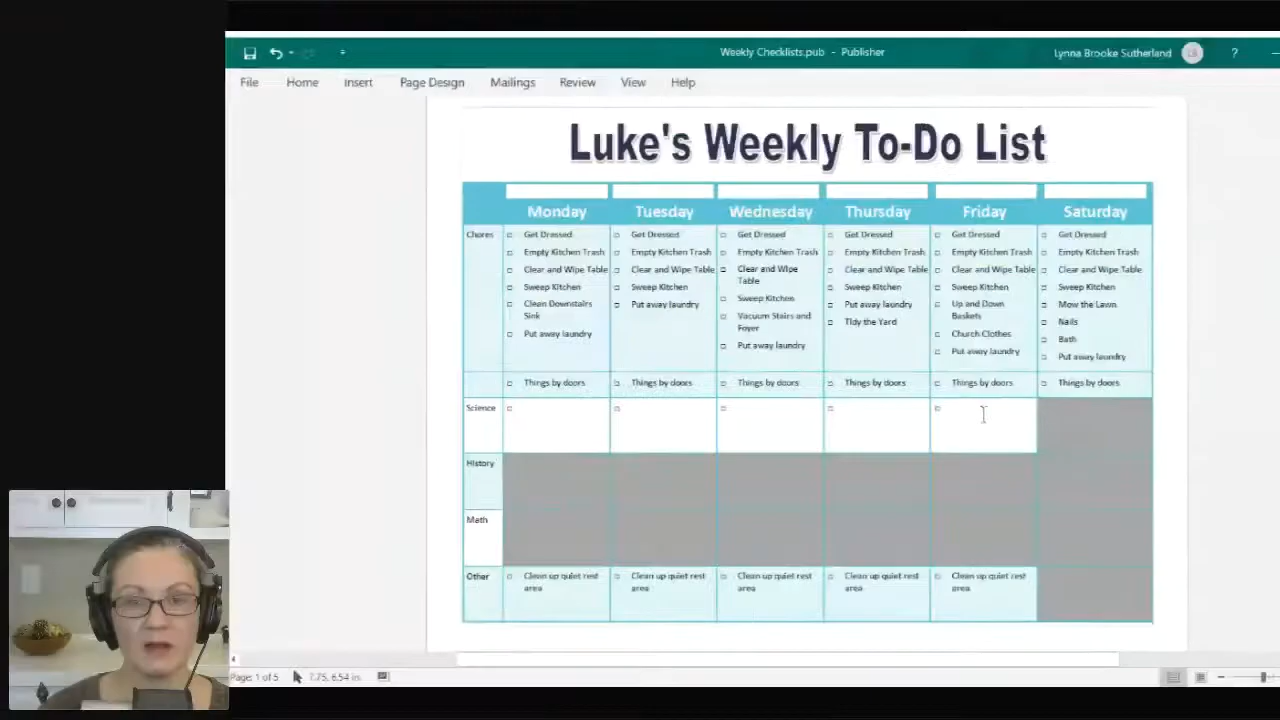 Weekly Checklists.pub - Publisher
Lynna Brooke Sutherland
?
File Home Insert Page Design Mailings Review View Help
Luke's Weekly To-Do List
Monday Tuesday Wednesday Thursday Friday Saturday
Chores
Get Dressed
Empty Kitchen Trash
Clear and Wipe Table
Sweep Kitchen
Clean Downstairs
Sink
Put away laundry
Get Dressed
Empty Kitchen Trash
Clear and Wipe Table
Sweep Kitchen
Put away laundry
Get Dressed
Empty Kitchen Trash
Clear and Wipe
Table
Sweep Kitchen
Vacuum Stairs and
Foyer
Put away laundry
Get Dressed
Empty Kitchen Trash
Clear and Wipe Table
Sweep Kitchen
Put away laundry
Tidy the Yard
Get Dressed
Empty Kitchen Trash
Clear and Wipe Table
Sweep Kitchen
Up and Down
Baskets
Church Clothes
Put away laundry
Get Dressed
Empty Kitchen Trash
Clear and Wipe Table
Sweep Kitchen
Mow the Lawn
Nails
Bath
Put away laundry
Things by doors Things by doors Things by doors Things by doors Things by doors Things by doors
Science
History
Math
Other
Clean up quiet rest
area
Clean up quiet rest
area
Clean up quiet rest
area
Clean up quiet rest
area
Clean up quiet rest
area
Page: 1 of 5 7.75, 6.54 in.